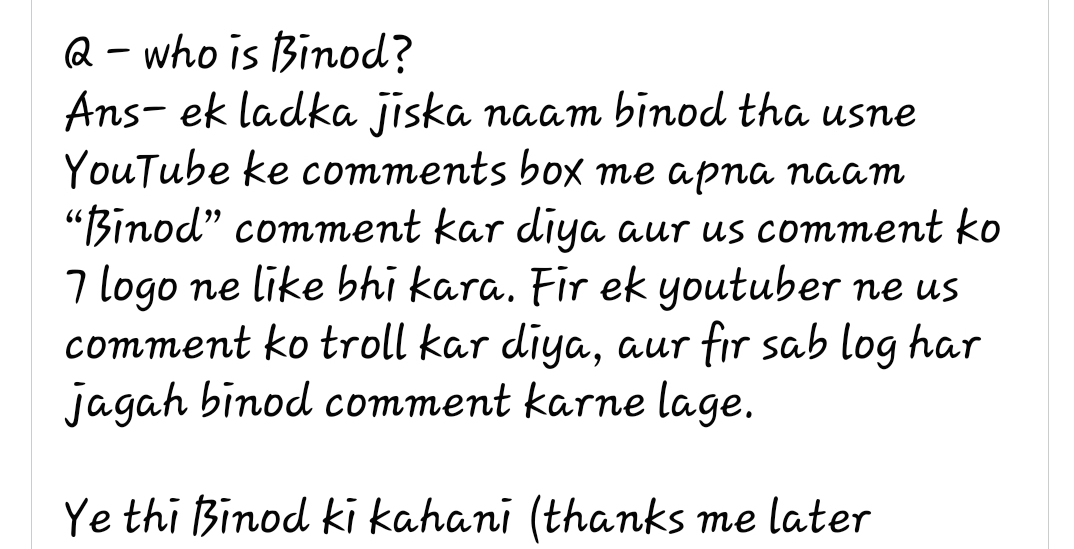 Q - who is Binod?
Ans- ek ladka jiska naam binod tha usne
YouTube ke comments box me apna naam
“Binod” comment kar diya aur us comment ko
7 logo ne like bhi kara. Fir ek youtuber ne us
comment ko troll kar diya, aur fir sab log har
jagah binod comment karne lage.
Ye thi Binod ki kahani (thanks me later